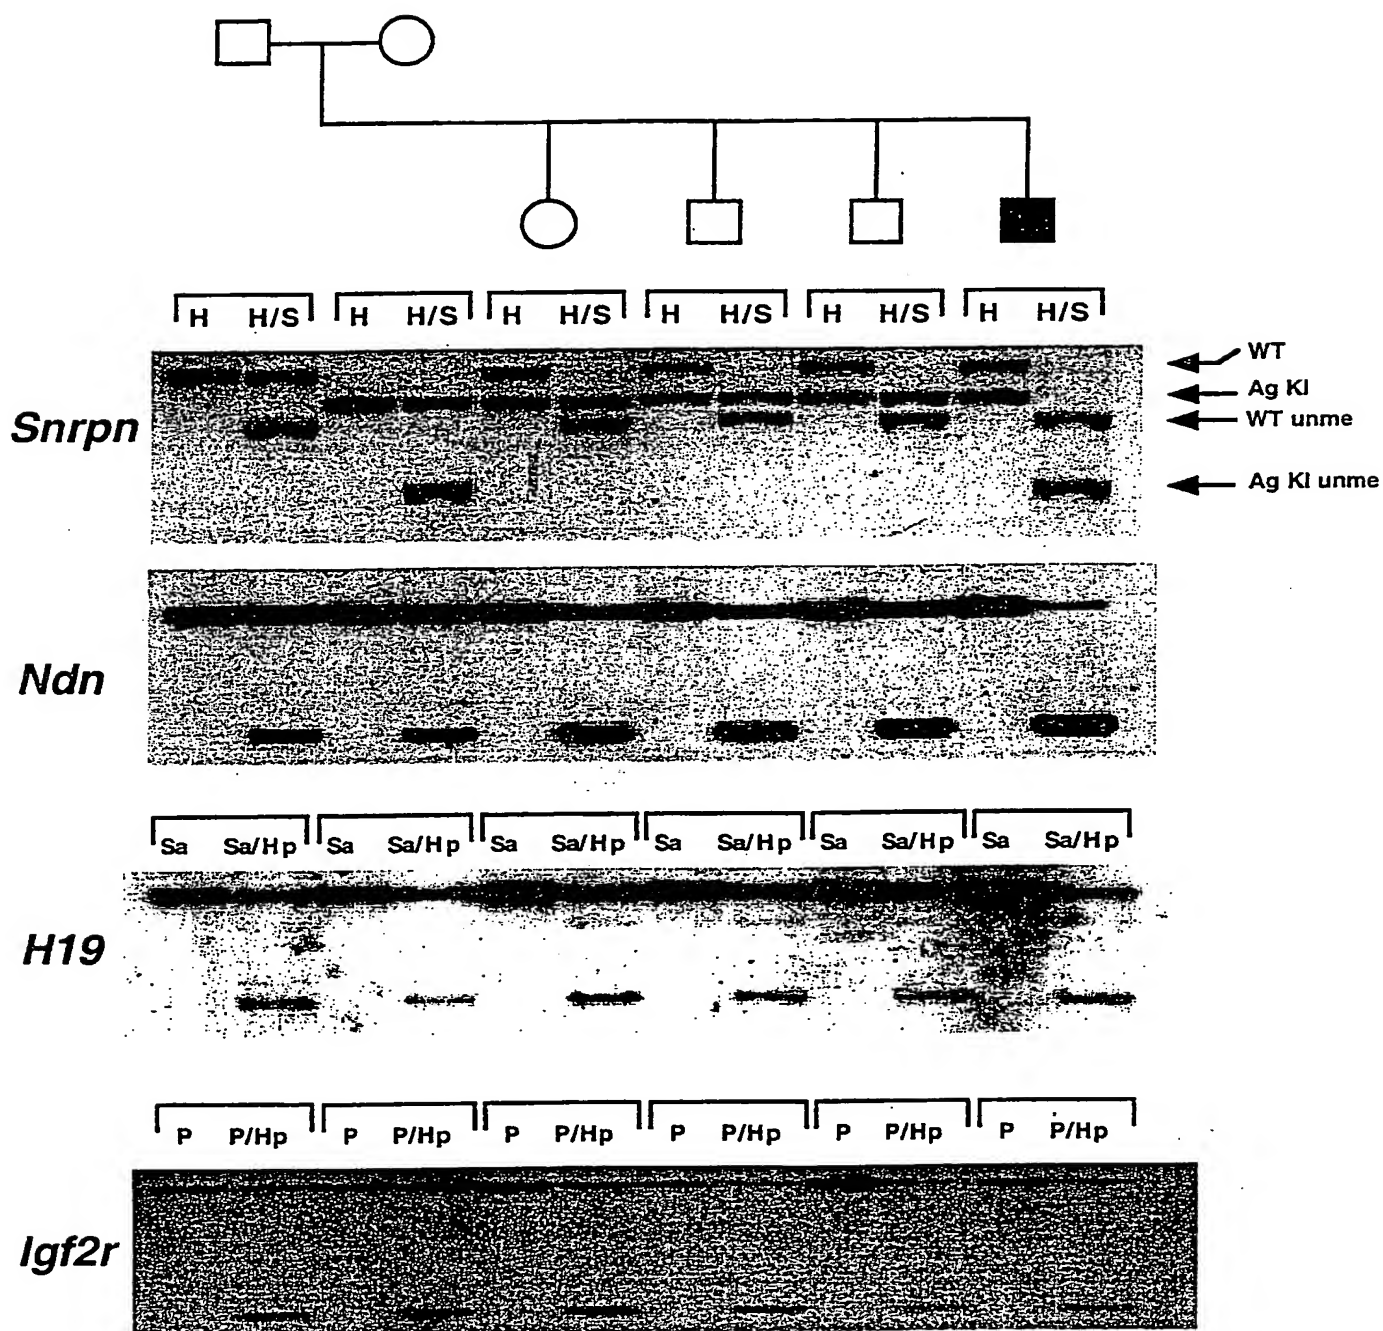 H H/S H H/S H H/S H H/S H H/S H H/S
WT
Ag KI
WT unme
Ag KI unme
Snrpn
Ndn
Sa Sa/Hp Sa Sa/Hp Sa Sa/Hp Sa Sa/Hp Sa Sa/Hp Sa Sa/Hp
H19
P P/Hp P P/Hp P P/Hp P P/Hp P P/Hp P P/Hp
Igf2r